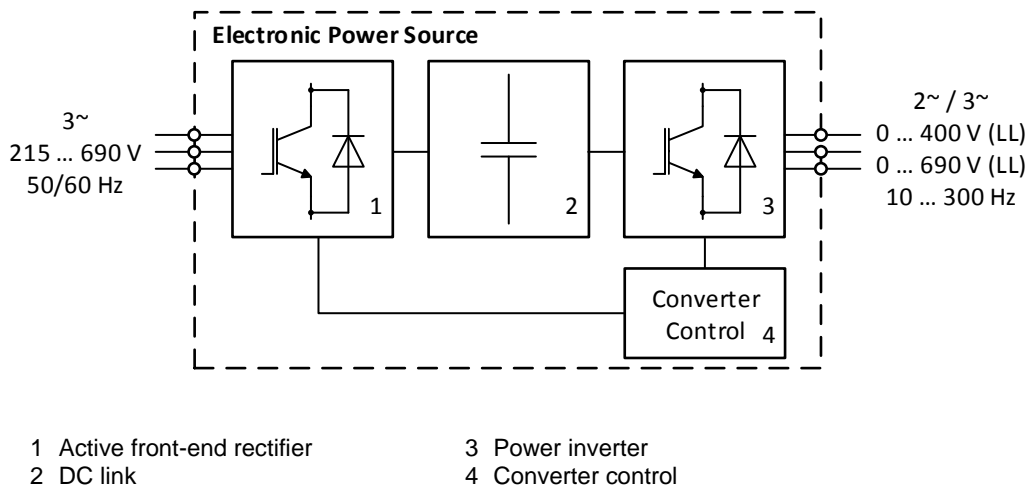 Electronic Power Source
3~
215 ... 690 V
50/60 Hz
1
2
3
2~ / 3~
0 ... 400 V (LL)
0 ... 690 V (LL)
10 ... 300 Hz
Converter
Control 4
1 Active front-end rectifier
2 DC link
3 Power inverter
4 Converter control